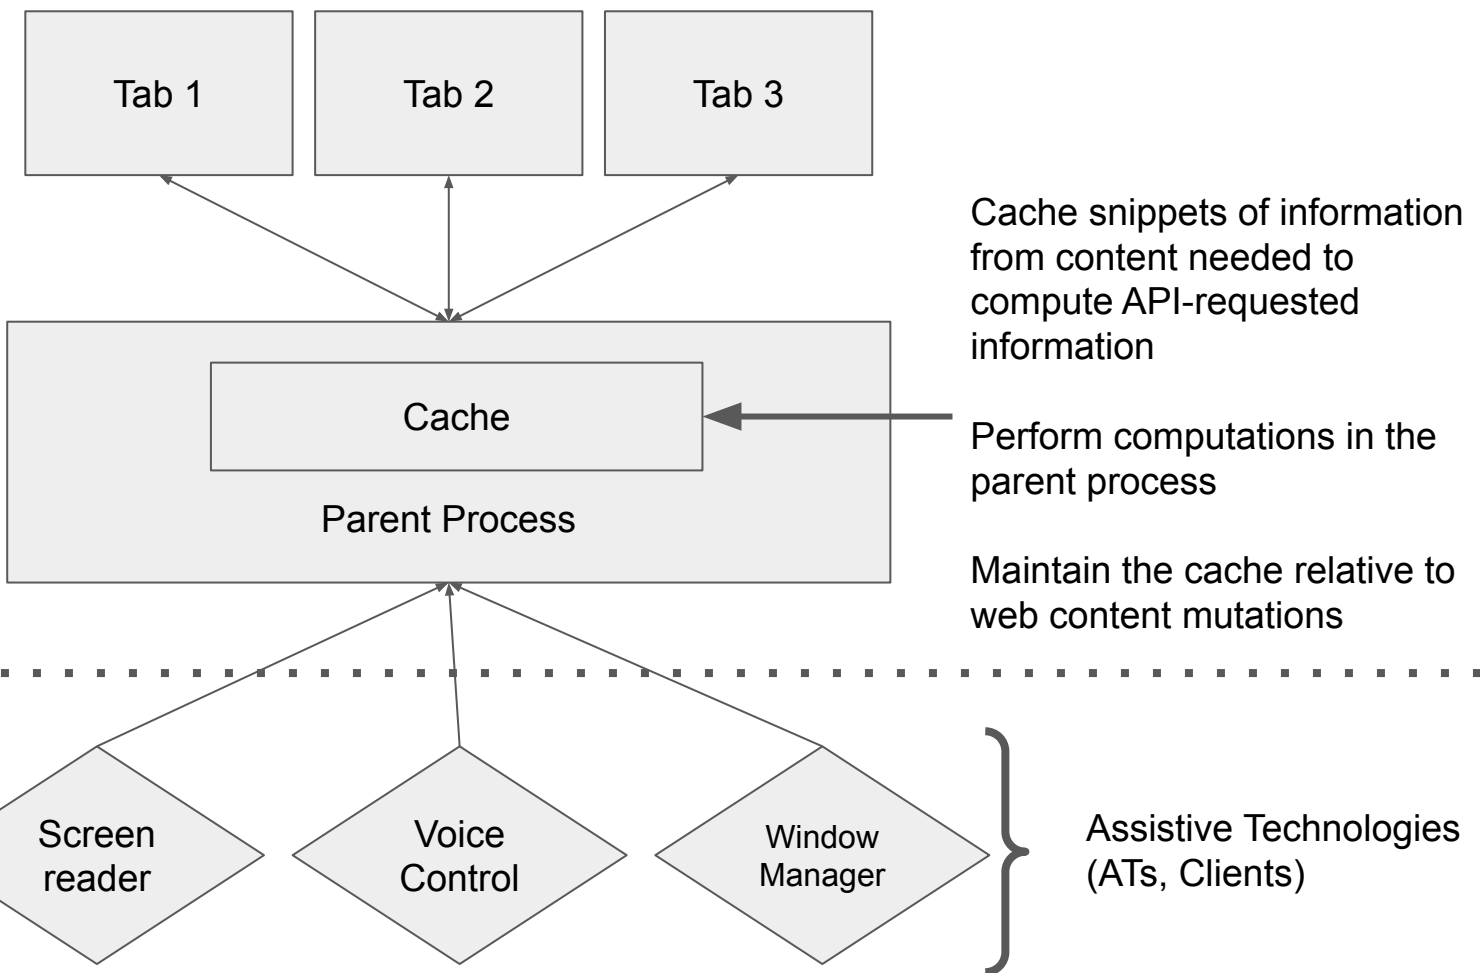 Tab 1
Tab 2
Tab 3
Cache snippets of information
from content needed to
compute API-requested
information
Cache
Perform computations in the
parent process
Parent Process
Maintain the cache relative to
web content mutations
Screen
reader
Voice
Control
Window
Manager
Assistive Technologies
(ATs, Clients)